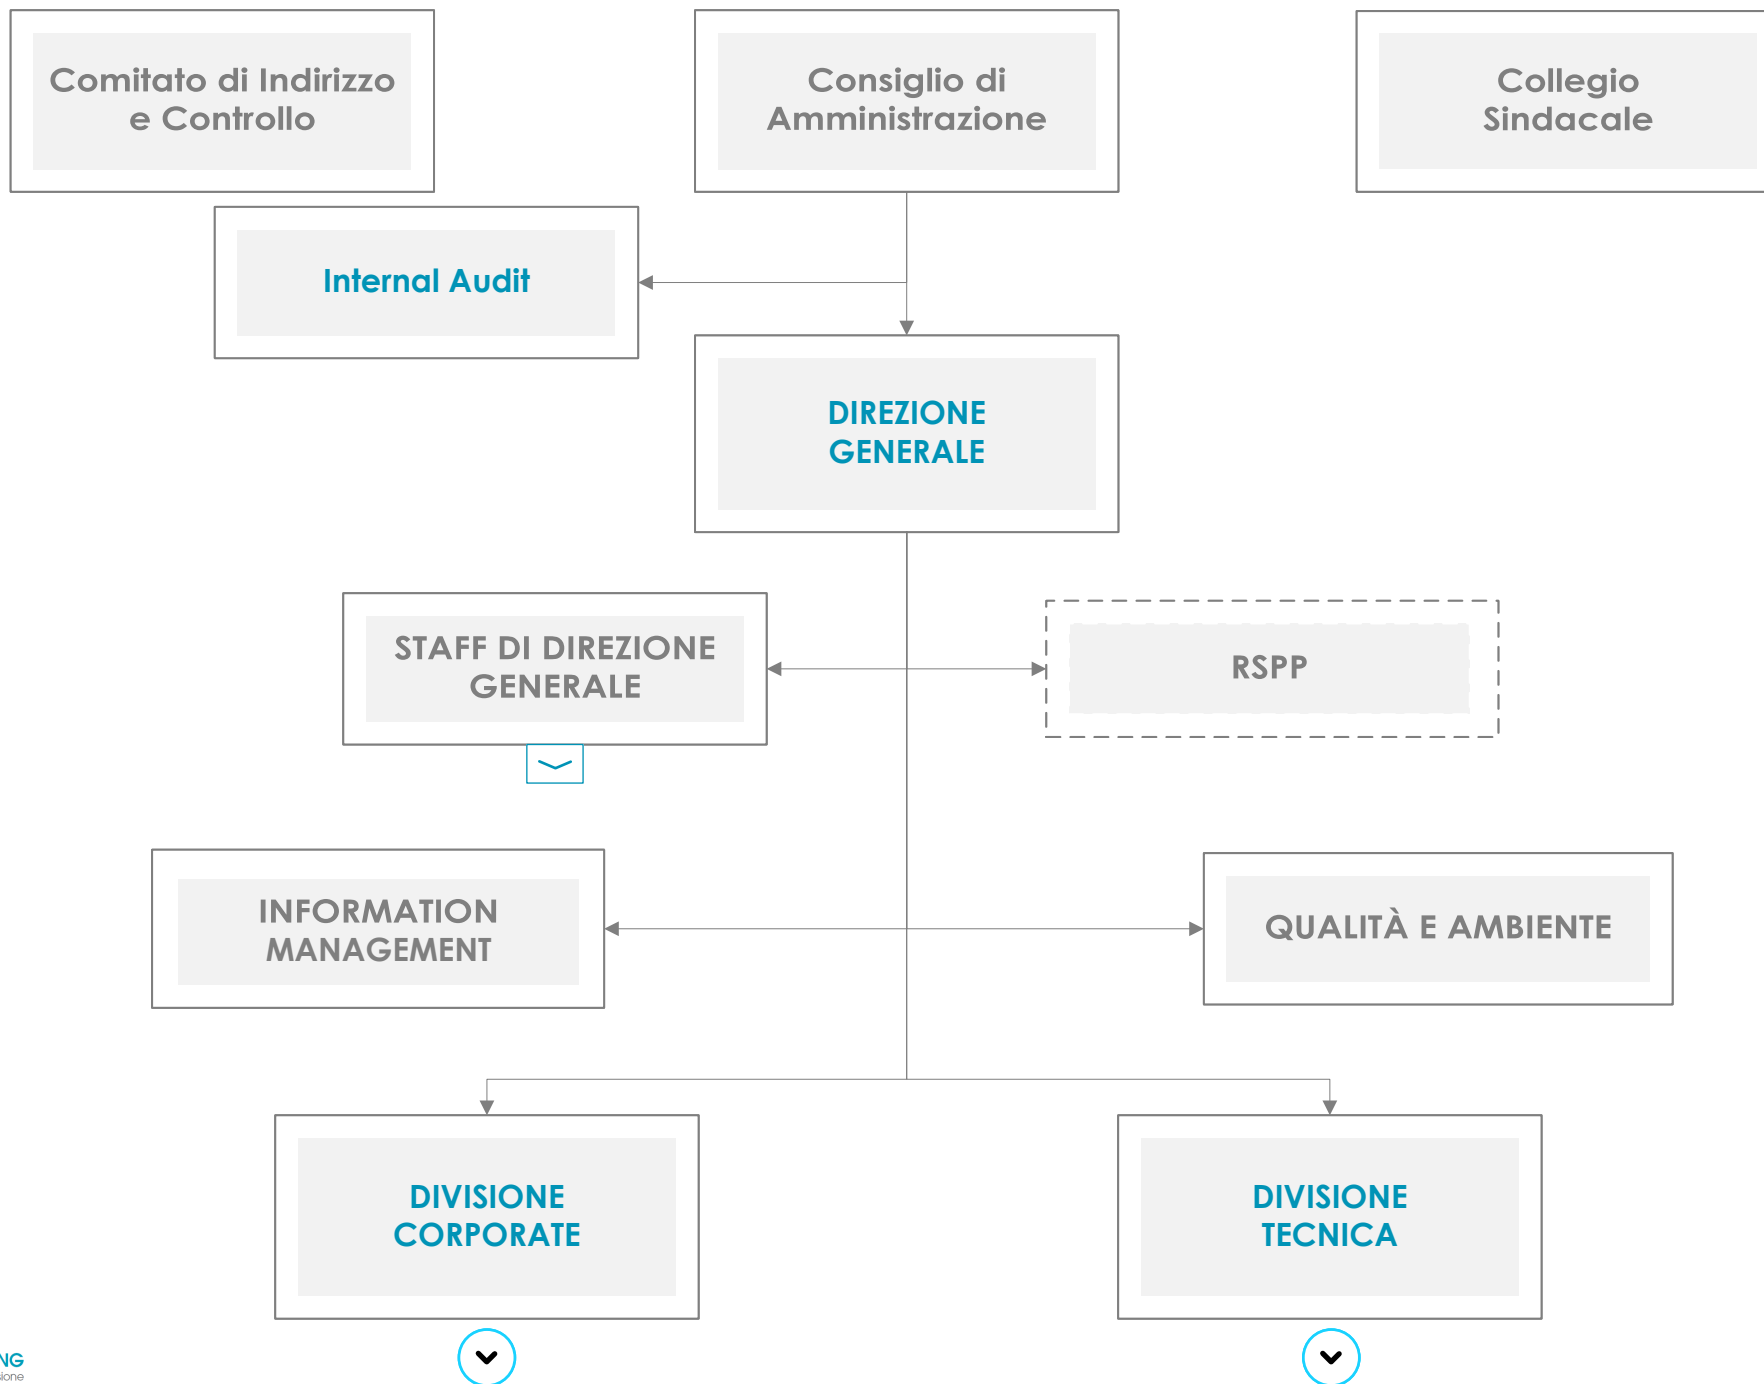 Comitato di Indirizzo
e Controllo
Consiglio di
Amministrazione
Collegio
Sindacale
Internal Audit
DIREZIONE
GENERALE
STAFF DI DIREZIONE
GENERALE
RSPP
INFORMATION
MANAGEMENT
QUALITÀ E AMBIENTE
DIVISIONE
CORPORATE
DIVISIONE
TECNICA